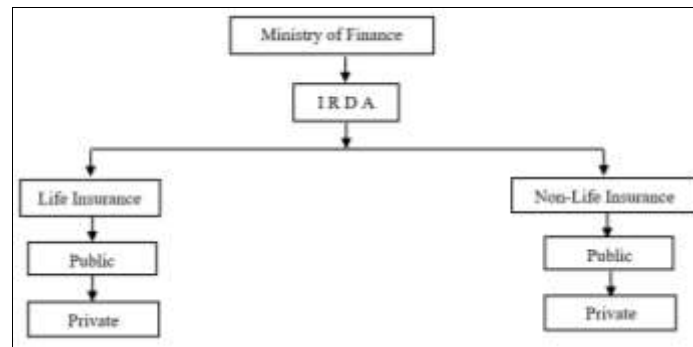 Ministry of Finance
I R D A
Life Insurance
Non-Life Insurance
Public
Public
Private
Private